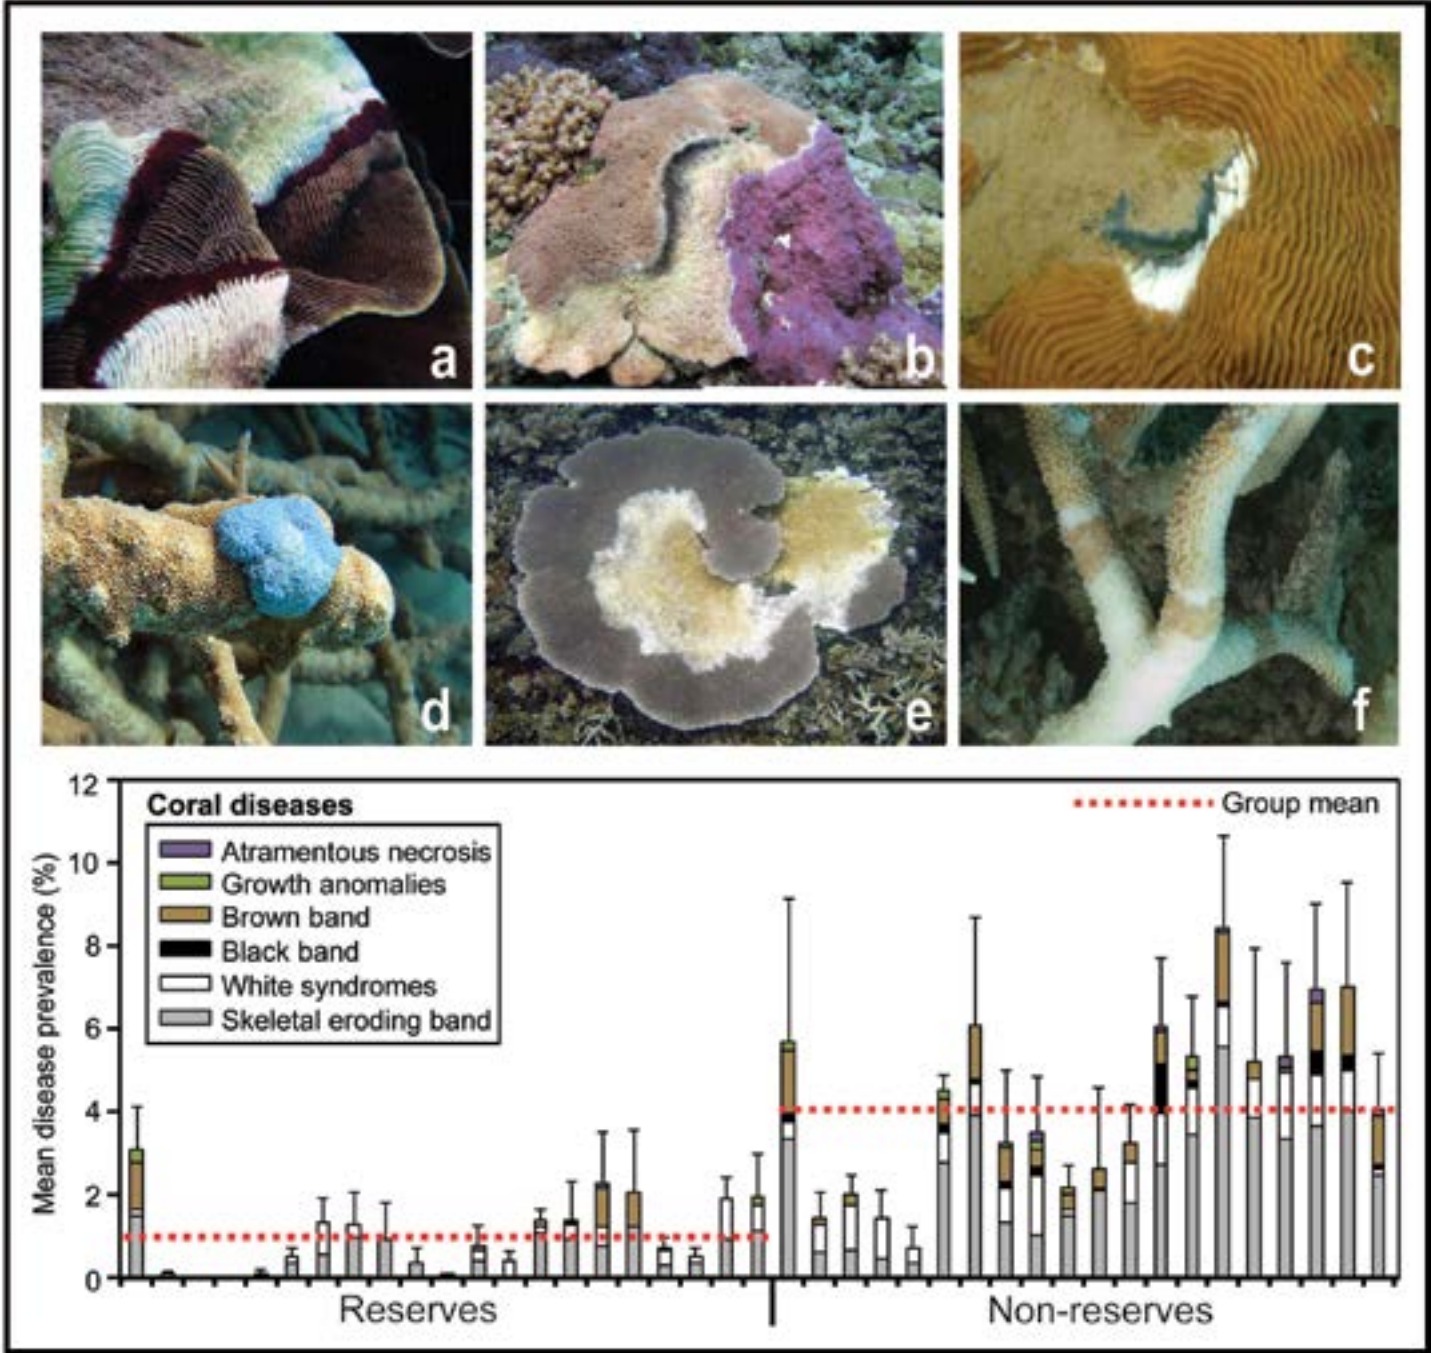 a
b
c
d
e
f
12
10
8
6
4
2
0
Mean disease prevalence (%)
Coral diseases
Atramentous necrosis
Growth anomalies
Brown band
Black band
White syndromes
Skeletal eroding band
Group mean
Reserves
Non-reserves